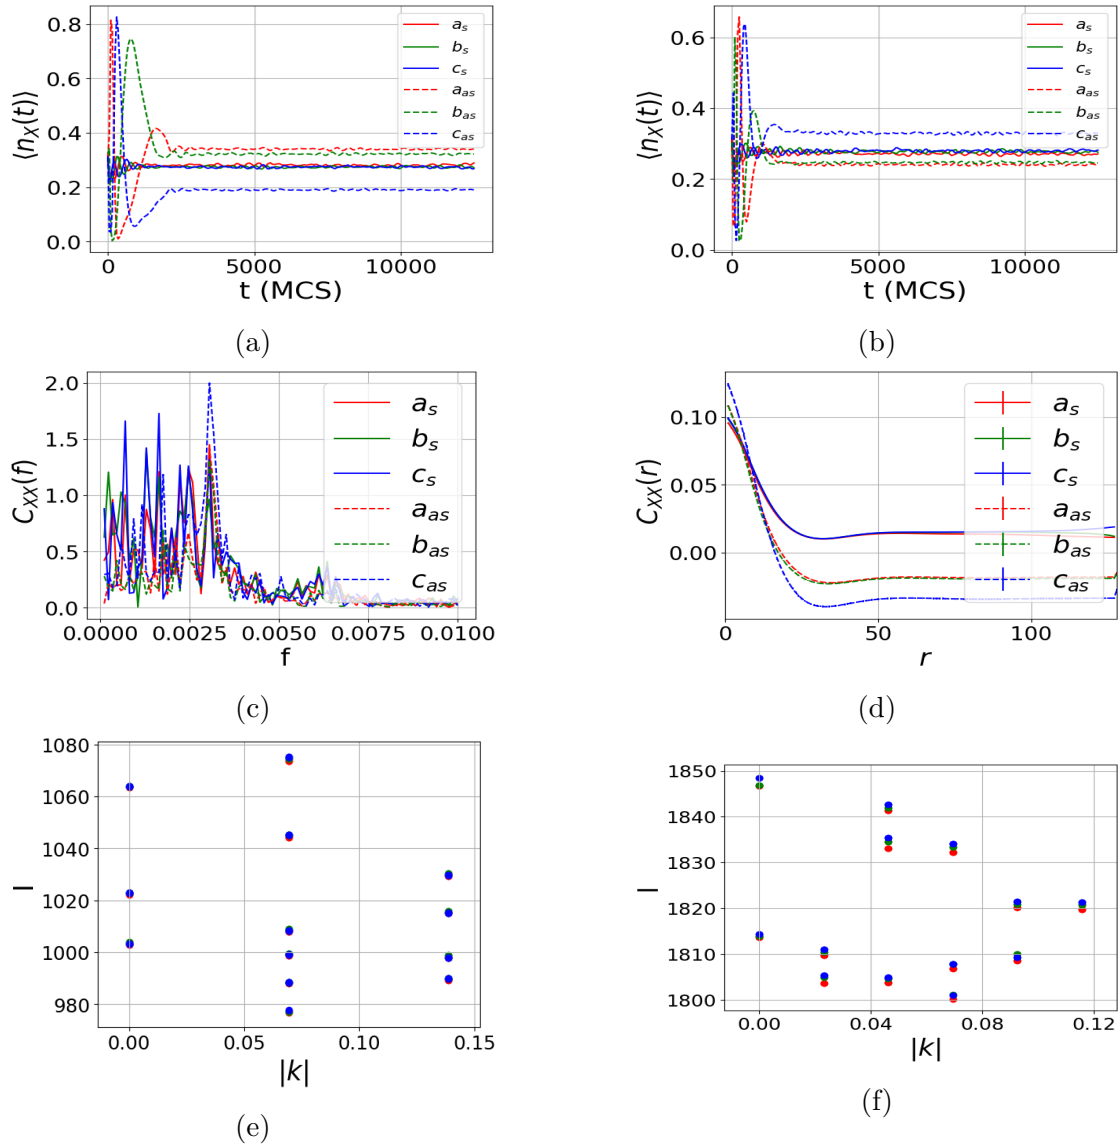 ⟨n_X(t)⟩
0.8
0.6
0.4
0.2
0.0
0
5000
10000
t (MCS)
a_s
b_s
c_s
a_as
b_as
c_as
(a)
⟨n_X(t)⟩
0.6
0.4
0.2
0.0
0
5000
10000
t (MCS)
a_s
b_s
c_s
a_as
b_as
c_as
(b)
C_XX(f)
2.0
1.5
1.0
0.5
0.0
0.0000
0.0025
0.0050
0.0075
0.0100
f
a_s
b_s
c_s
a_as
b_as
c_as
(c)
C_XX(r)
0.10
0.05
0.00
0
50
100
r
a_s
b_s
c_s
a_as
b_as
c_as
(d)
I
1080
1060
1040
1020
1000
980
0.00
0.05
0.10
0.15
|k|
(e)
I
1850
1840
1830
1820
1810
1800
0.00
0.04
0.08
0.12
|k|
(f)